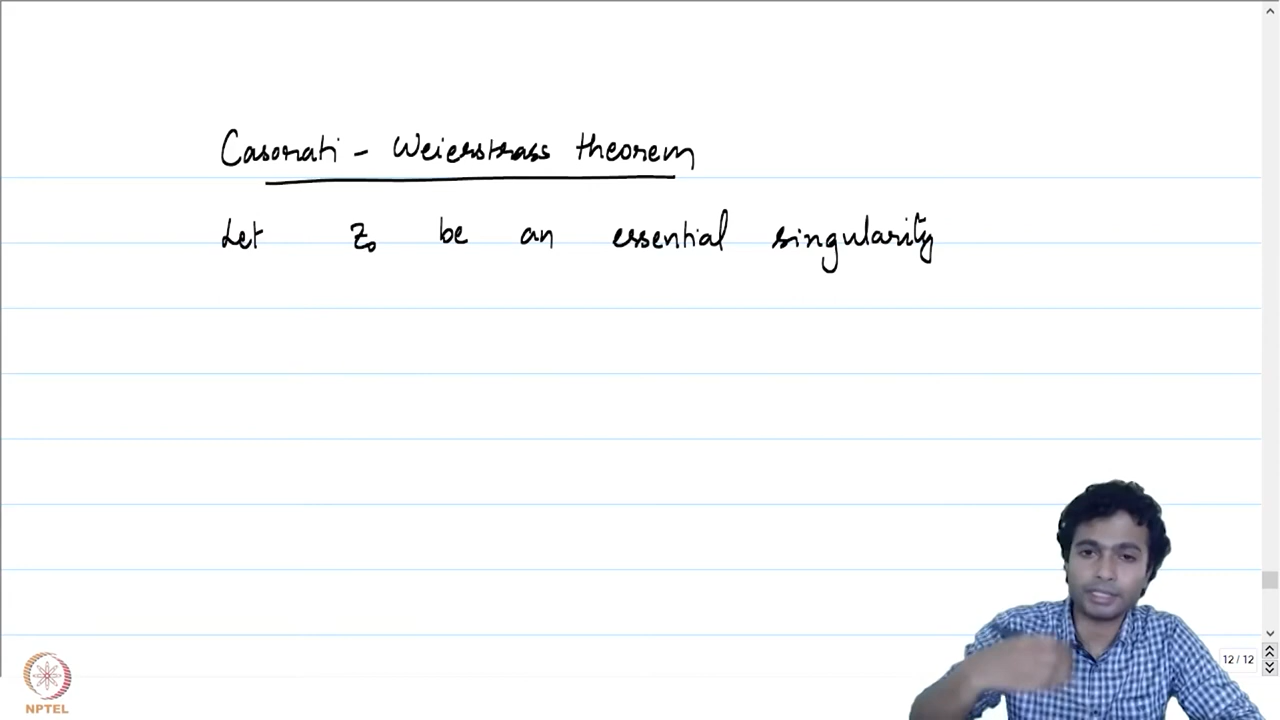 Casorati - Weierstrass theorem
Let z₀ be an essential singularity
12 / 12
NPTEL